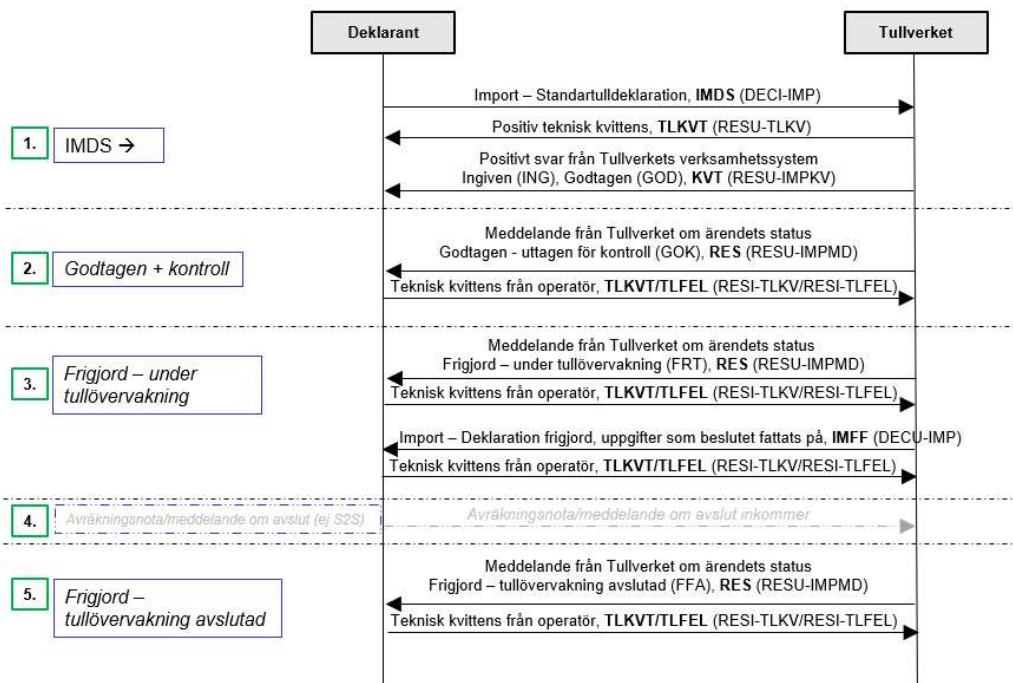 Deklarant
Tullverket
Import – Standartulldeklaration, IMDS (DECI-IMP)
Positiv teknisk kvittens, TLKVT (RESU-TLKV)
1.
IMDS →
Positivt svar från Tullverkets verksamhetssystem
Ingiven (ING), Godtagen (GOD), KVT (RESU-IMPKV)
Meddelande från Tullverket om ärendets status
Godtagen - uttagen för kontroll (GOK), RES (RESU-IMPMD)
2.
Godtagen + kontroll
Teknisk kvittens från operatör, TLKVT/TLFEL (RESI-TLKV/RESI-TLFEL)
Meddelande från Tullverket om ärendets status
Frigjord – under tullövervakning (FRT), RES (RESU-IMPMD)
3.
Frigjord – under
tullövervakning
Teknisk kvittens från operatör, TLKVT/TLFEL (RESI-TLKV/RESI-TLFEL)
Import – Deklaration frigjord, uppgifter som beslutet fattats på, IMFF (DECU-IMP)
Teknisk kvittens från operatör, TLKVT/TLFEL (RESI-TLKV/RESI-TLFEL)
4.
Avräkningsnota/meddelande om avslut (ej S2S)
Avräkningsnota/meddelande om avslut inkommer
Meddelande från Tullverket om ärendets status
Frigjord – tullövervakning avslutad (FFA), RES (RESU-IMPMD)
5.
Frigjord –
tullövervakning avslutad
Teknisk kvittens från operatör, TLKVT/TLFEL (RESI-TLKV/RESI-TLFEL)